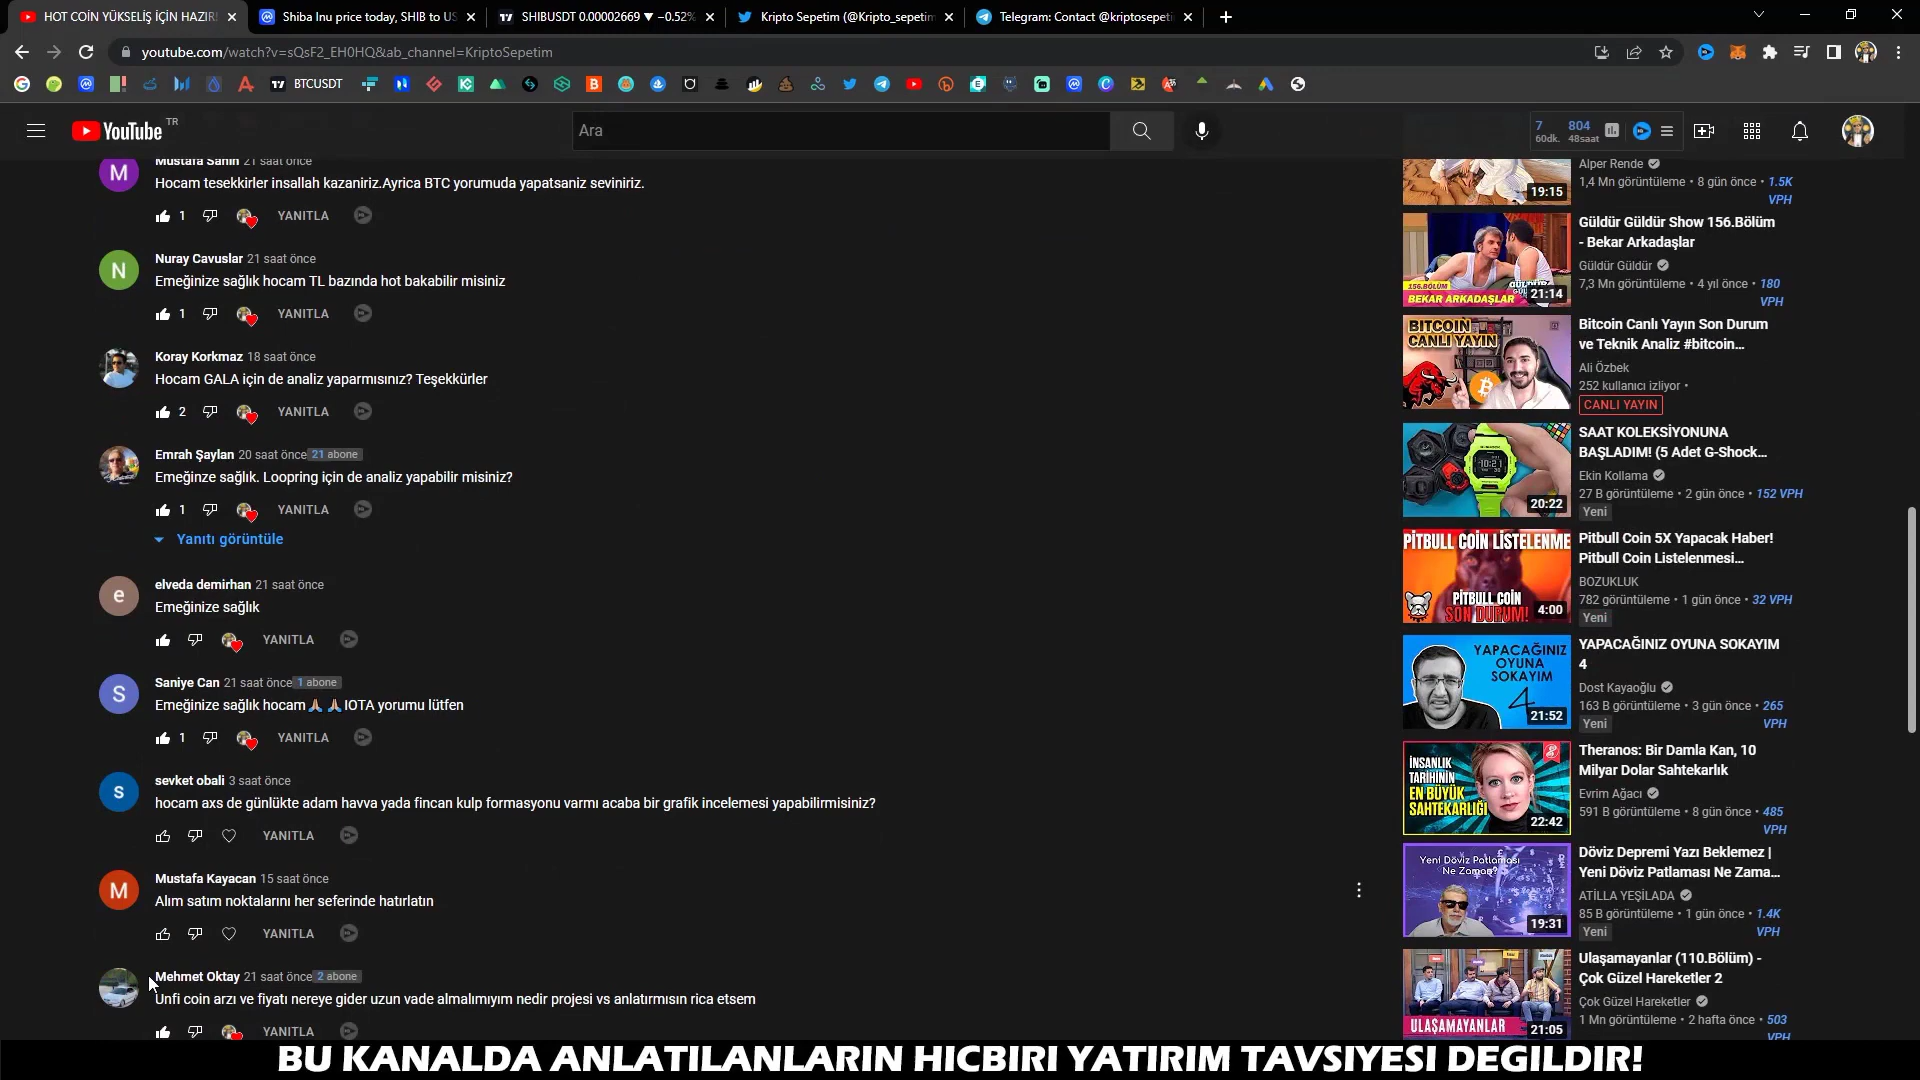 HOT COİN YÜKSELİŞ İÇİN HAZIR!
Shiba Inu price today, SHIB to US
SHIBUSDT 0.00002669 ▼ −0.52%
Kripto Sepetim (@Kripto_sepetim
Telegram: Contact @kriptosepeti
youtube.com/watch?v=sQsF2_EH0HQ&ab_channel=KriptoSepetim
BTCUSDT
YouTube TR
Ara
7 804
60dk. 48saat
Mustafa Sahin 21 saat önce
Hocam tesekkirler insallah kazaniriz.Ayrica BTC yorumuda yapatsaniz seviniriz.
1 YANITLA
N
Nuray Cavuslar 21 saat önce
Emeğinize sağlık hocam TL bazında hot bakabilir misiniz
1 YANITLA
Koray Korkmaz 18 saat önce
Hocam GALA için de analiz yaparmısınız? Teşekkürler
2 YANITLA
Emrah Şaylan 20 saat önce 21 abone
Emeğinze sağlık. Loopring için de analiz yapabilir misiniz?
1 YANITLA
Yanıtı görüntüle
e
elveda demirhan 21 saat önce
Emeğinize sağlık
YANITLA
S
Saniye Can 21 saat önce 1 abone
Emeğinize sağlık hocam🙏🙏IOTA yorumu lütfen
1 YANITLA
s
sevket obali 3 saat önce
hocam axs de günlükte adam havva yada fincan kulp formasyonu varmı acaba bir grafik incelemesi yapabilirmisiniz?
YANITLA
M
Mustafa Kayacan 15 saat önce
Alım satım noktalarını her seferinde hatırlatın
YANITLA
Mehmet Oktay 21 saat önce 2 abone
Unfi coin arzı ve fiyatı nereye gider uzun vade almalımıyım nedir projesi vs anlatırmısın rica etsem
YANITLA
19:15
Alper Rende
1,4 Mn görüntüleme • 8 gün önce • 1.5K
VPH
156.BÖLÜM
BEKAR ARKADAŞLAR
21:14
Güldür Güldür Show 156.Bölüm
- Bekar Arkadaşlar
Güldür Güldür
7,3 Mn görüntüleme • 4 yıl önce • 180
VPH
BITCOIN
CANLI YAYIN
Bitcoin Canlı Yayın Son Durum
ve Teknik Analiz #bitcoin...
Ali Özbek
252 kullanıcı izliyor •
CANLI YAYIN
20:22
SAAT KOLEKSİYONUNA
BAŞLADIM! (5 Adet G-Shock...
Ekin Kollama
27 B görüntüleme • 2 gün önce • 152 VPH
Yeni
PİTBULL COİN LİSTELENME
PİTBULL COİN
SON DURUM!
4:00
Pitbull Coin 5X Yapacak Haber!
Pitbull Coin Listelenmesi...
BOZUKLUK
782 görüntüleme • 1 gün önce • 32 VPH
Yeni
YAPACAĞINIZ
OYUNA
SOKAYIM
4
21:52
YAPACAĞINIZ OYUNA SOKAYIM
4
Dost Kayaoğlu
163 B görüntüleme • 3 gün önce • 265
VPH
Yeni
İNSANLIK
TARİHİNİN
EN BÜYÜK
SAHTEKARLIĞI
22:42
Theranos: Bir Damla Kan, 10
Milyar Dolar Sahtekarlık
Evrim Ağacı
591 B görüntüleme • 8 gün önce • 485
VPH
Yeni Döviz Patlaması
Ne Zaman?
19:31
Döviz Depremi Yazı Beklemez |
Yeni Döviz Patlaması Ne Zama...
ATİLLA YEŞİLADA
85 B görüntüleme • 1 gün önce • 1.4K
VPH
Yeni
ULAŞAMAYANLAR
21:05
Ulaşamayanlar (110.Bölüm) -
Çok Güzel Hareketler 2
Çok Güzel Hareketler
1 Mn görüntüleme • 2 hafta önce • 503
VPH
BU KANALDA ANLATILANLARIN HICBIRI YATIRIM TAVSIYESI DEGILDIR!